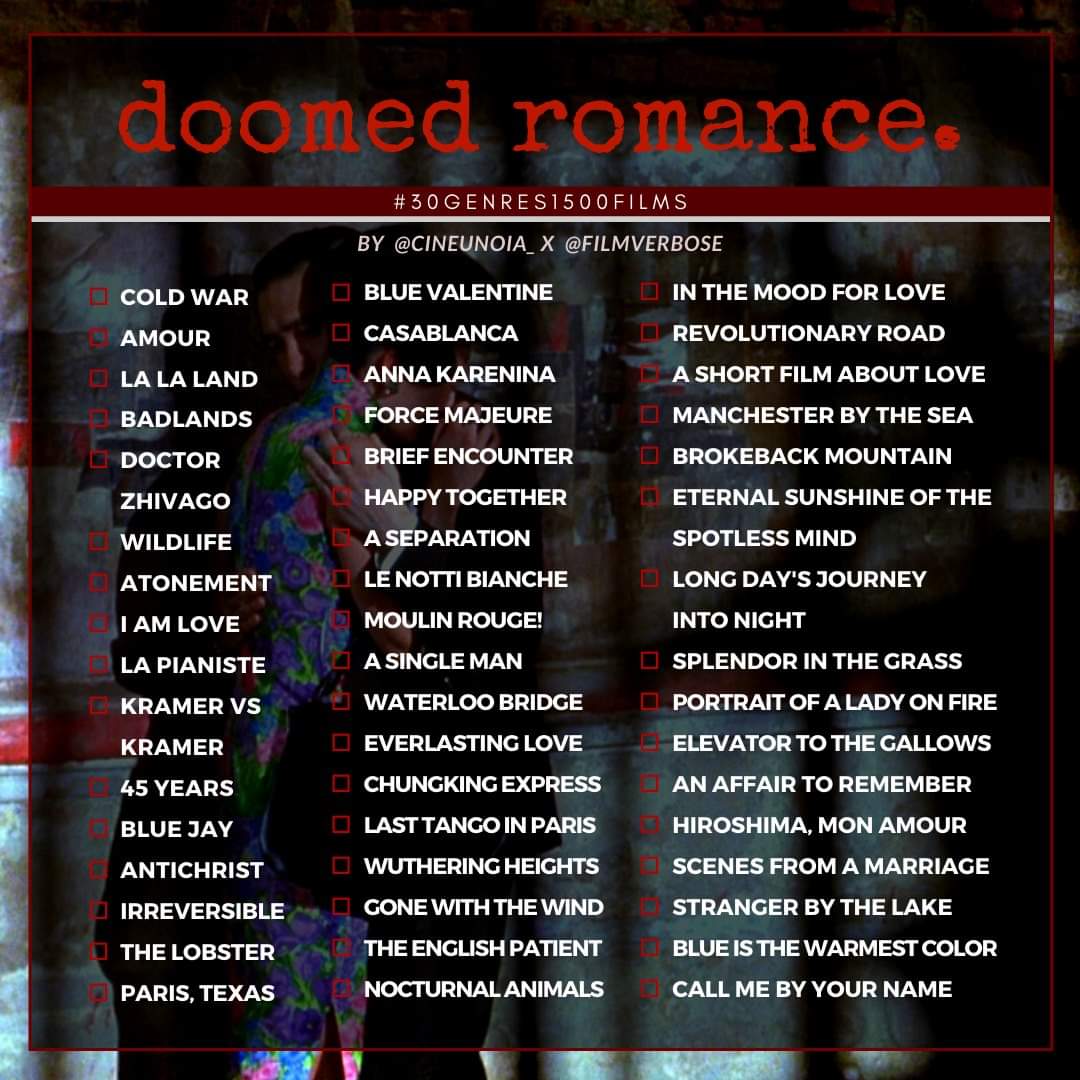 doomed romance.
#30GENRES1500FILMS
BY @CINEUNOIA_ X @FILMVERBOSE
COLD WAR
AMOUR
LA LA LAND
BADLANDS
DOCTOR
ZHIVAGO
WILDLIFE
ATONEMENT
I AM LOVE
LA PIANISTE
KRAMER VS
KRAMER
45 YEARS
BLUE JAY
ANTICHRIST
IRREVERSIBLE
THE LOBSTER
PARIS, TEXAS
BLUE VALENTINE
CASABLANCA
ANNA KARENINA
FORCE MAJEURE
BRIEF ENCOUNTER
HAPPY TOGETHER
A SEPARATION
LE NOTTI BIANCHE
MOULIN ROUGE!
A SINGLE MAN
WATERLOO BRIDGE
EVERLASTING LOVE
CHUNGKING EXPRESS
LAST TANGO IN PARIS
WUTHERING HEIGHTS
GONE WITH THE WIND
THE ENGLISH PATIENT
NOCTURNAL ANIMALS
IN THE MOOD FOR LOVE
REVOLUTIONARY ROAD
A SHORT FILM ABOUT LOVE
MANCHESTER BY THE SEA
BROKEBACK MOUNTAIN
ETERNAL SUNSHINE OF THE
SPOTLESS MIND
LONG DAY'S JOURNEY
INTO NIGHT
SPLENDOR IN THE GRASS
PORTRAIT OF A LADY ON FIRE
ELEVATOR TO THE GALLOWS
AN AFFAIR TO REMEMBER
HIROSHIMA, MON AMOUR
SCENES FROM A MARRIAGE
STRANGER BY THE LAKE
BLUE IS THE WARMEST COLOR
CALL ME BY YOUR NAME